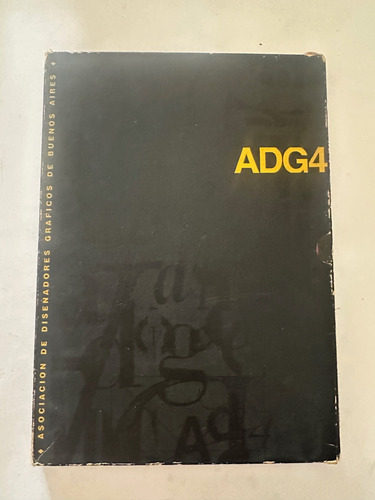 ADG4
ASOCIACION DE DISEÑADORES GRAFICOS DE BUENOS AIRES